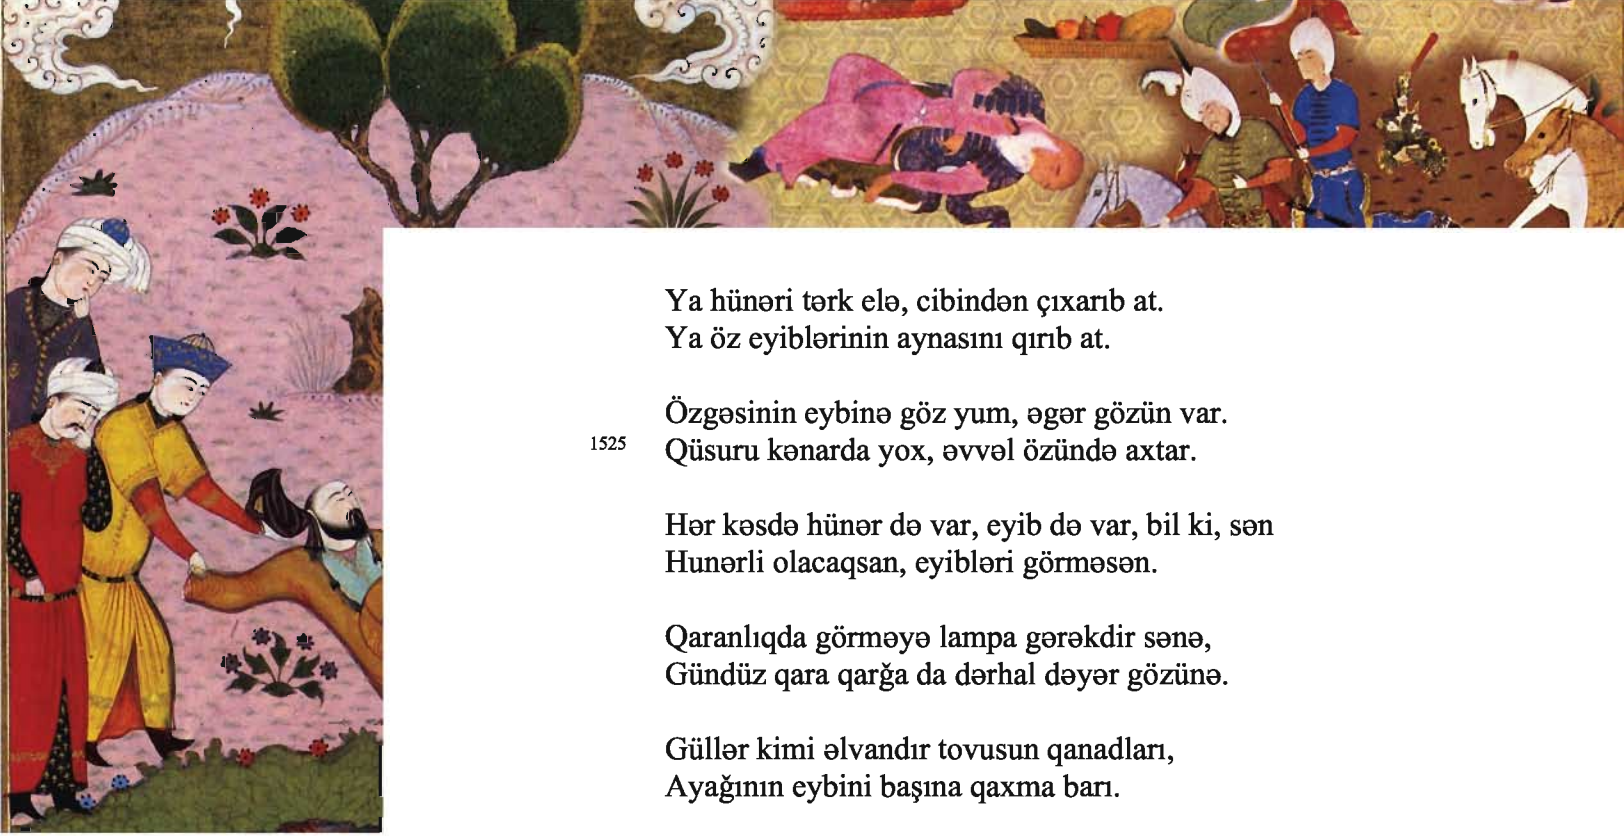 Ya hünəri tərk elə, cibindən çıxarıb at.
Ya öz eyiblərinin aynasını qırıb at.
Özgəsinin eybinə göz yum, əgər gözün var.
1525 Qüsuru kənarda yox, əvvəl özündə axtar.
Hər kəsdə hünər də var, eyib də var, bil ki, sən
Hunərli olacaqsan, eyibləri görməsən.
Qaranlıqda görməyə lampa gərəkdir sənə,
Gündüz qara qarğa da dərhal dəyər gözünə.
Güllər kimi əlvandır tovusun qanadları,
Ayağının eybini başına qaxma barı.